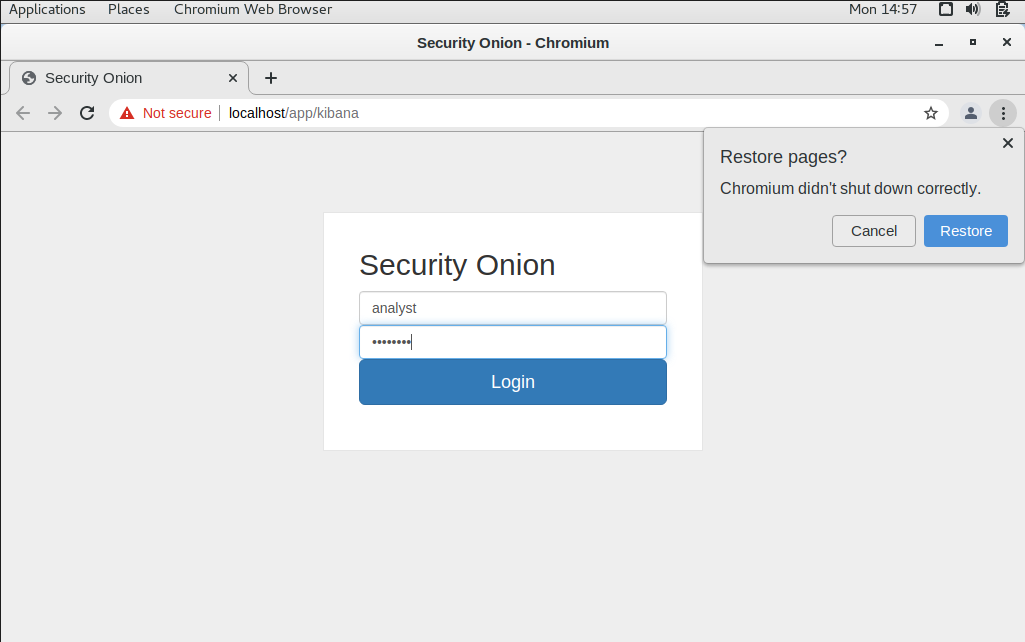 Applications Places Chromium Web Browser Mon 14:57
Security Onion - Chromium
Security Onion
Not secure localhost/app/kibana
Restore pages?
Chromium didn't shut down correctly.
Cancel Restore
Security Onion
analyst
••••••••
Login